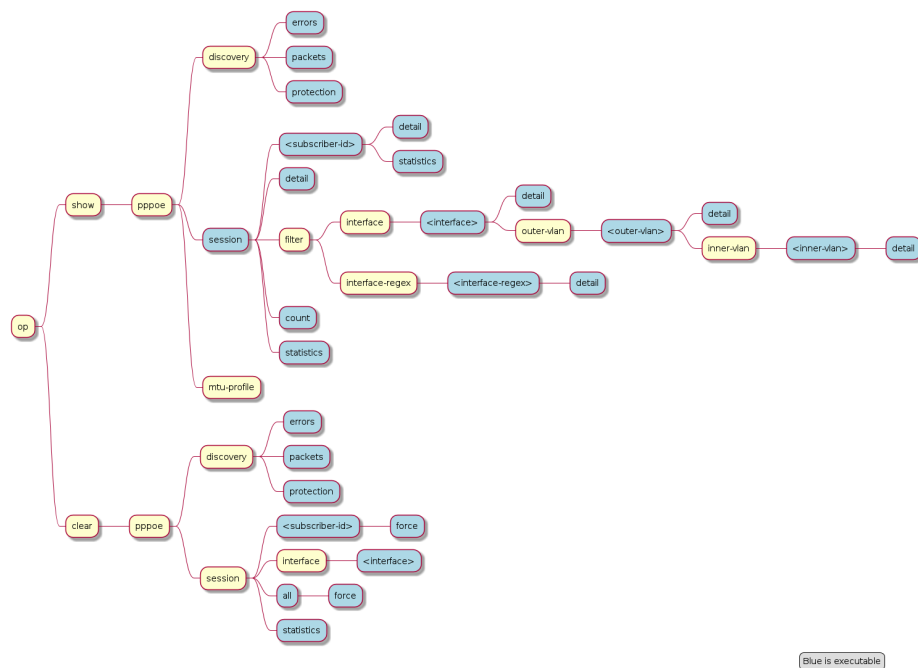 op
show
pppoe
discovery
errors
packets
protection
session
<subscriber-id>
detail
statistics
detail
filter
interface
<interface>
detail
outer-vlan
<outer-vlan>
detail
inner-vlan
<inner-vlan>
detail
interface-regex
<interface-regex>
detail
count
statistics
mtu-profile
clear
pppoe
discovery
errors
packets
protection
session
<subscriber-id>
force
interface
<interface>
all
force
statistics
Blue is executable